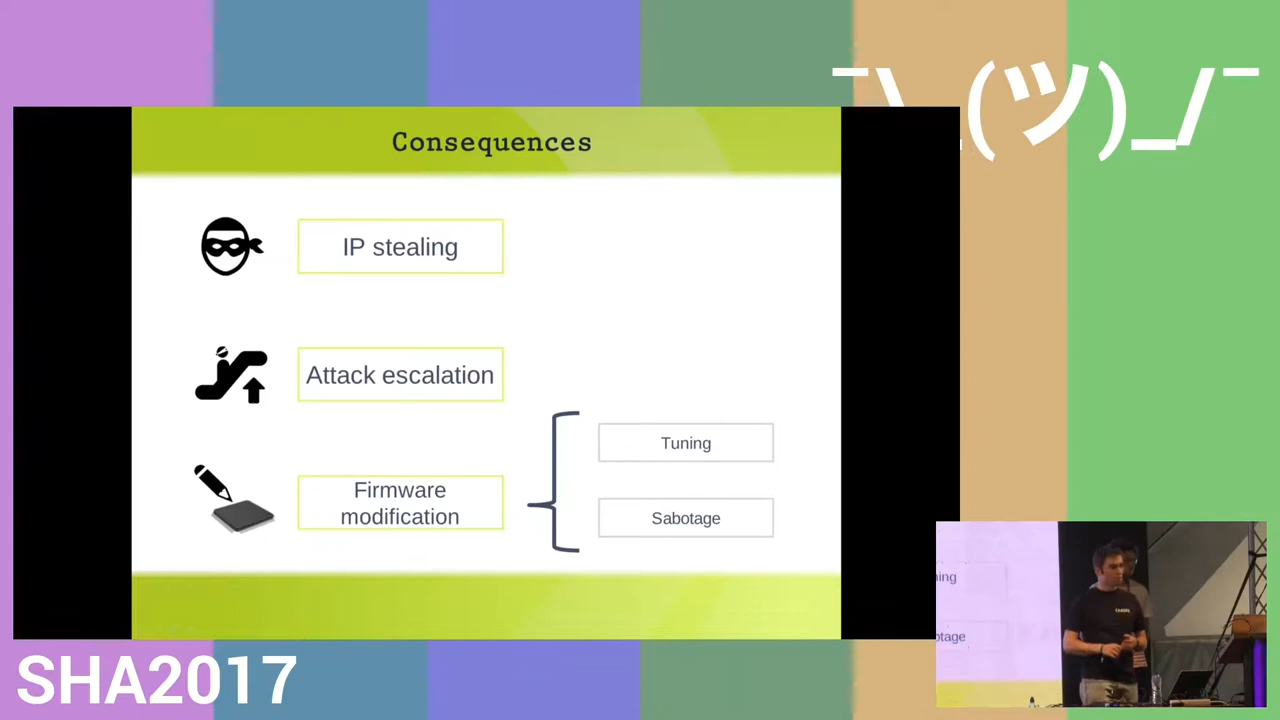 ¯\_(ツ)_/¯
Consequences
IP stealing
Attack escalation
Firmware
modification
Tuning
Sabotage
SHA2017